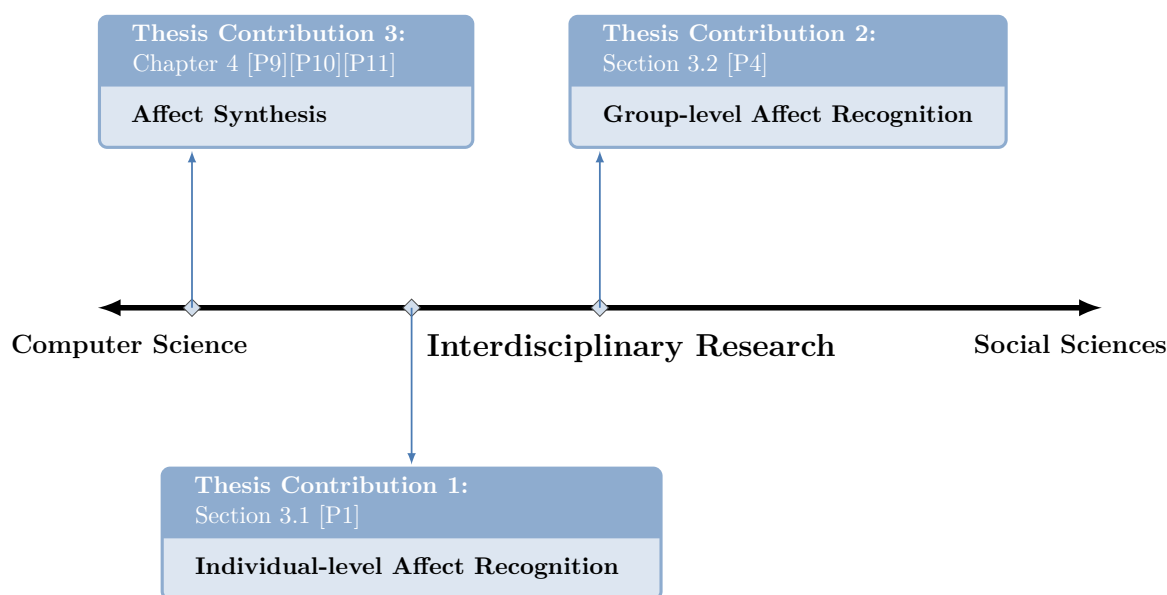 Thesis Contribution 3:
Chapter 4 [P9][P10][P11]
Affect Synthesis
Thesis Contribution 2:
Section 3.2 [P4]
Group-level Affect Recognition
Computer Science
Interdisciplinary Research
Social Sciences
Thesis Contribution 1:
Section 3.1 [P1]
Individual-level Affect Recognition